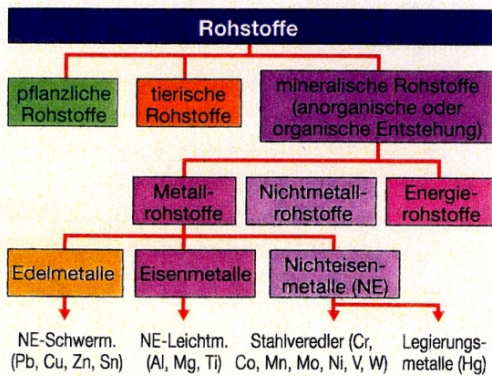 Rohstoffe
pflanzliche
Rohstoffe
tierische
Rohstoffe
mineralische Rohstoffe
(anorganische oder
organische Entstehung)
Metall-
rohstoffe
Nichtmetall-
rohstoffe
Energie-
rohstoffe
Edelmetalle
Eisenmetalle
Nichteisen-
metalle (NE)
NE-Schwerm.
(Pb, Cu, Zn, Sn)
NE-Leichtm.
(Al, Mg, Ti)
Stahlveredler (Cr,
Co, Mn, Mo, Ni, V, W)
Legierungs-
metalle (Hg)